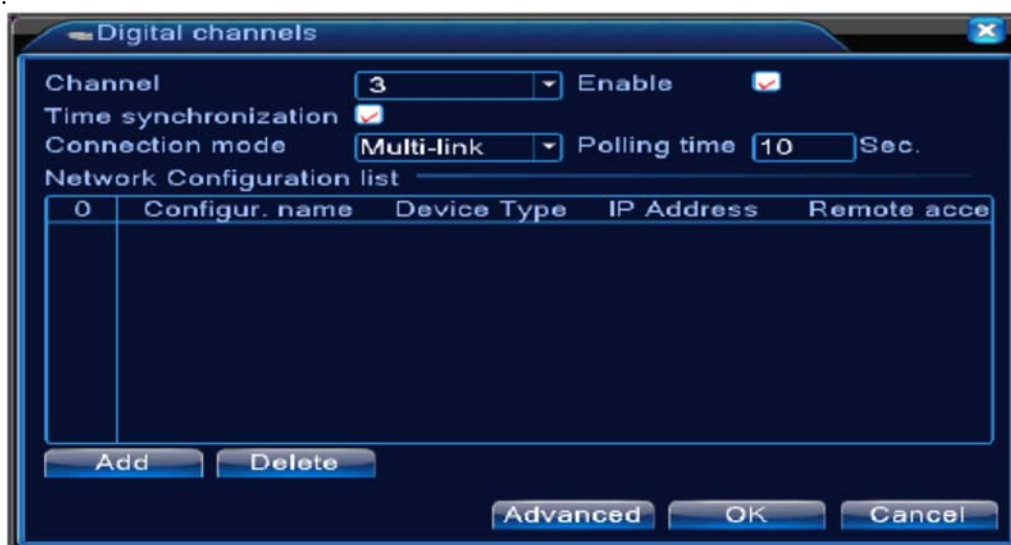 .
Digital channels
Channel 3 Enable
Time synchronization
Connection mode Multi-link Polling time 10 Sec.
Network Configuration list
0 Configur. name Device Type IP Address Remote acce
Add Delete
Advanced OK Cancel